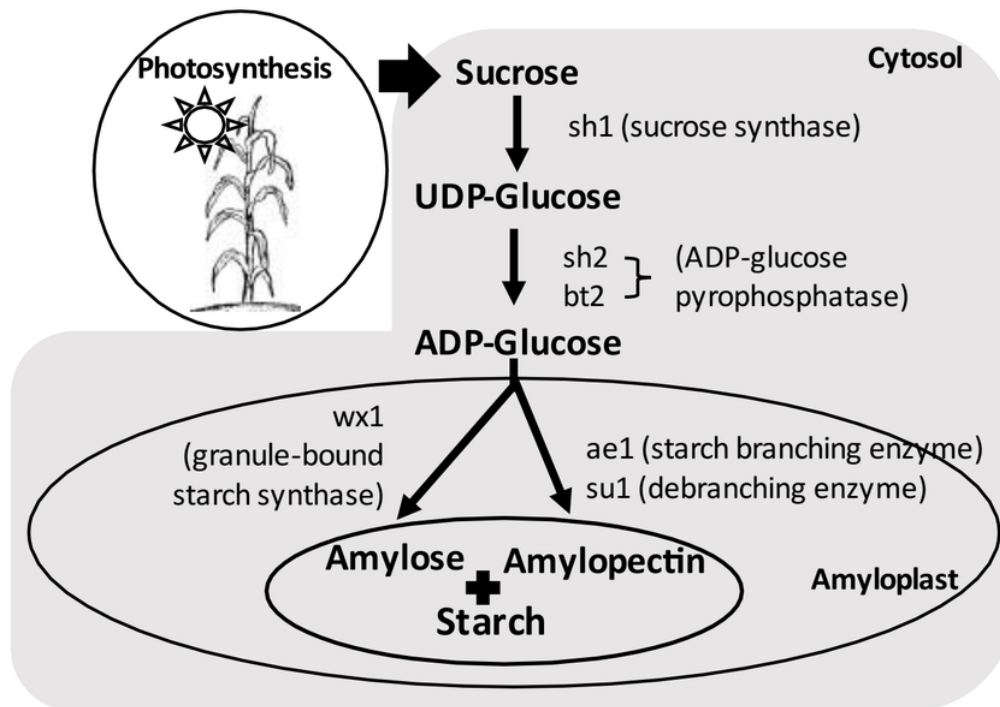 Photosynthesis
Sucrose
Cytosol
sh1 (sucrose synthase)
UDP-Glucose
sh2
bt2
(ADP-glucose
pyrophosphatase)
ADP-Glucose
wx1
(granule-bound
starch synthase)
ae1 (starch branching enzyme)
su1 (debranching enzyme)
Amylose
Amylopectin
Starch
Amyloplast